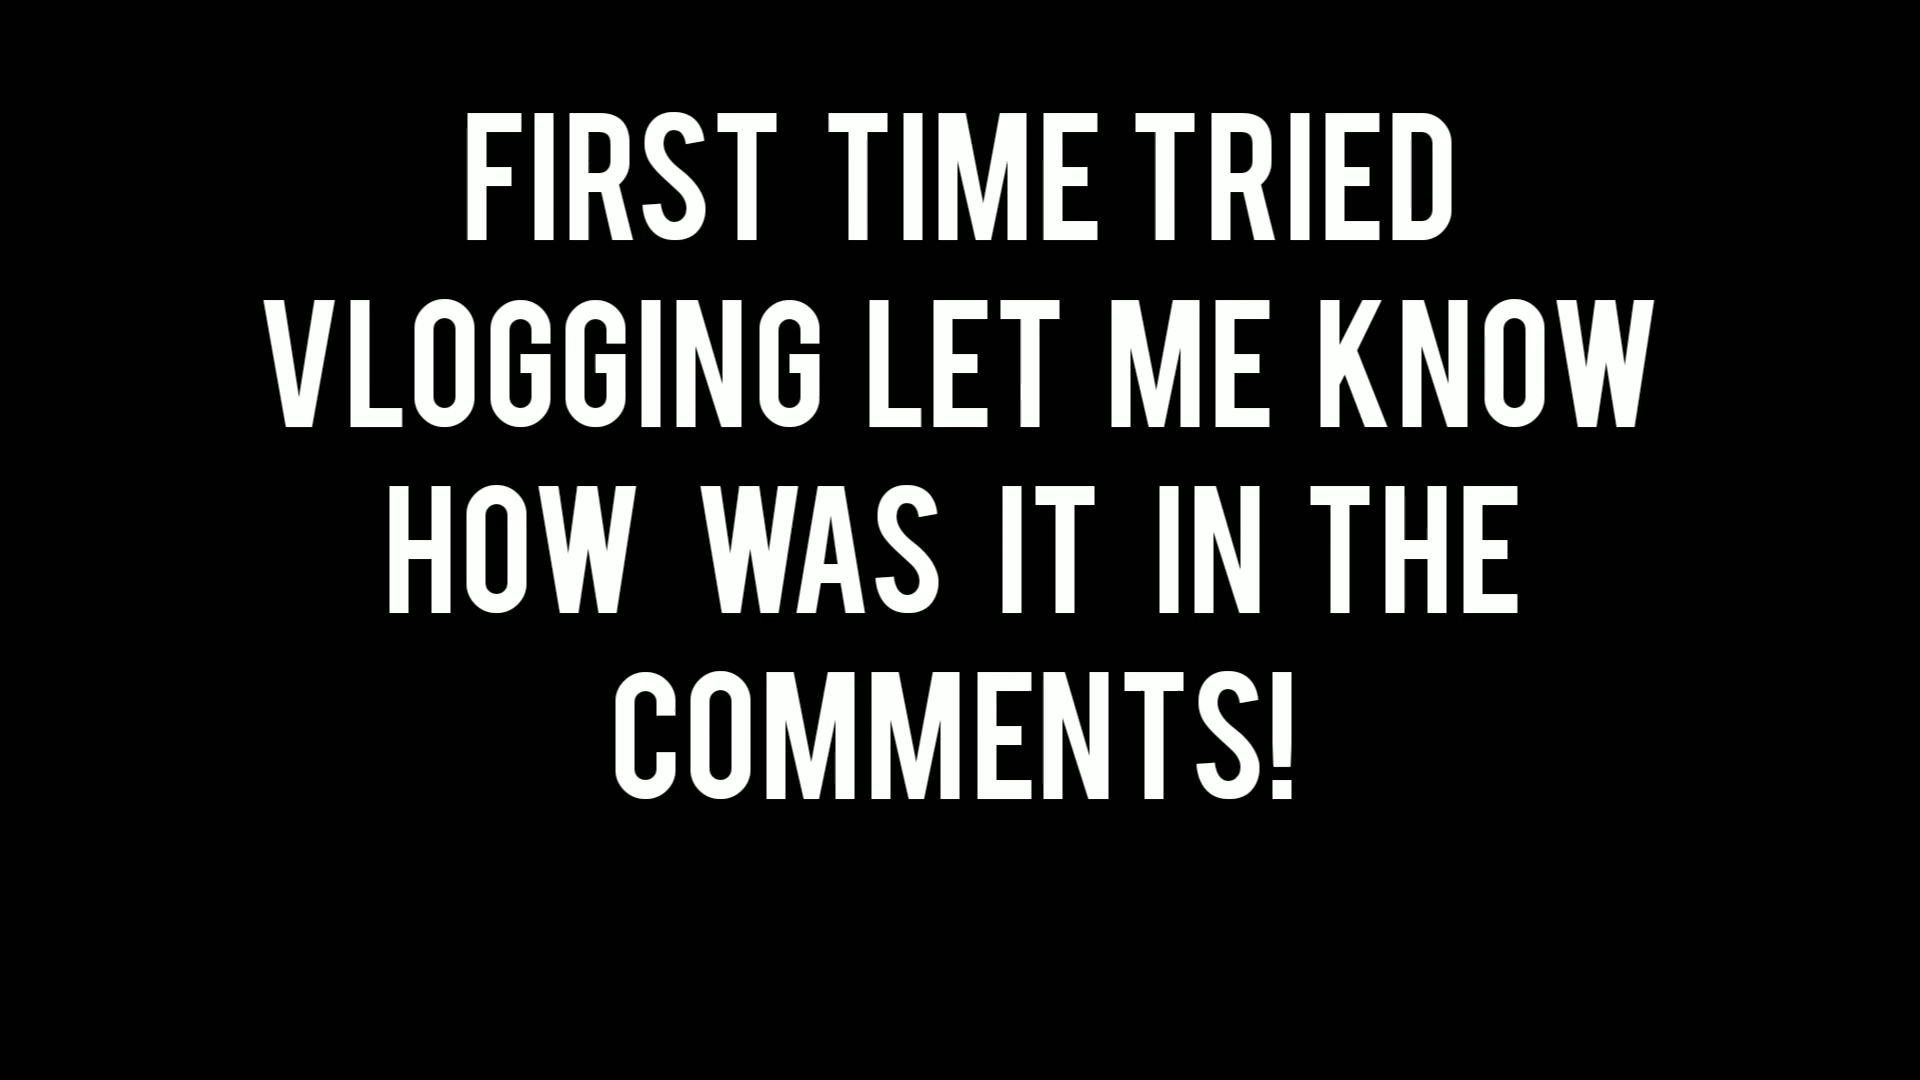 FIRST TIME TRIED
VLOGGING LET ME KNOW
HOW WAS IT IN THE
COMMENTS!